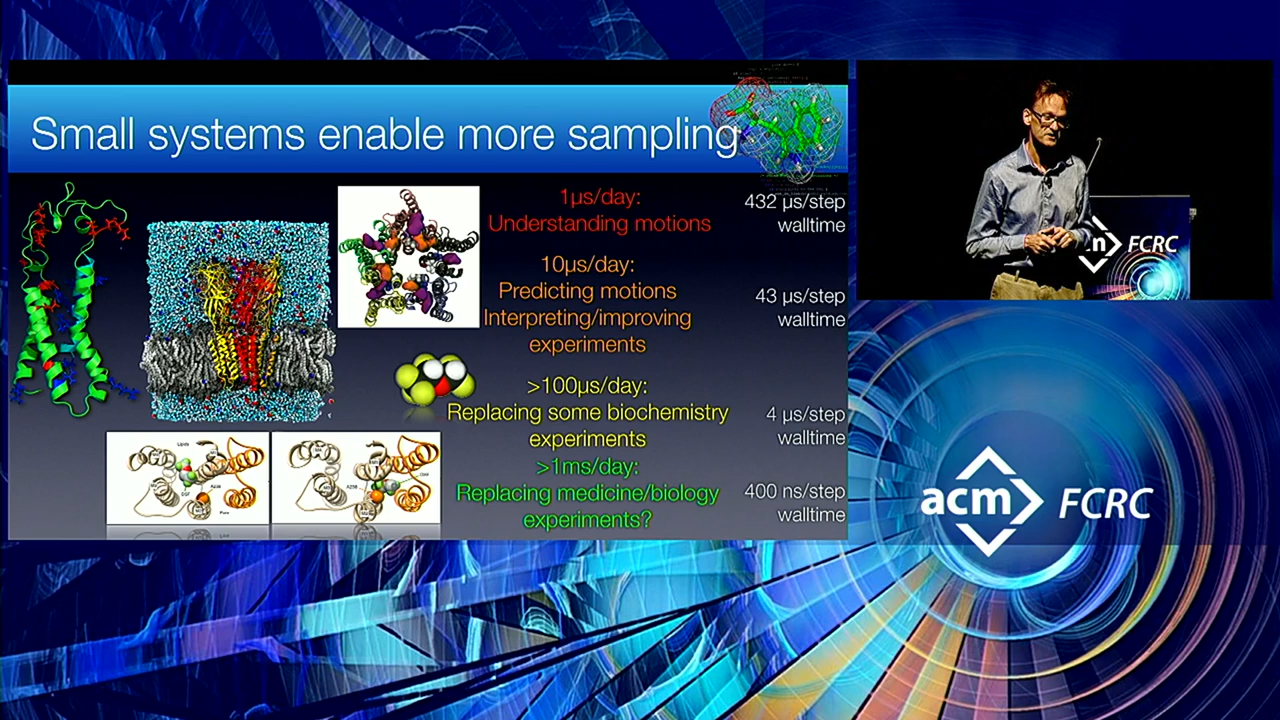 Small systems enable more sampling
1µs/day:
Understanding motions
432 µs/step
walltime
10µs/day:
Predicting motions
Interpreting/improving
experiments
43 µs/step
walltime
>100µs/day:
Replacing some biochemistry
experiments
4 µs/step
walltime
>1ms/day:
Replacing medicine/biology
experiments?
400 ns/step
walltime
n FCRC
acm FCRC